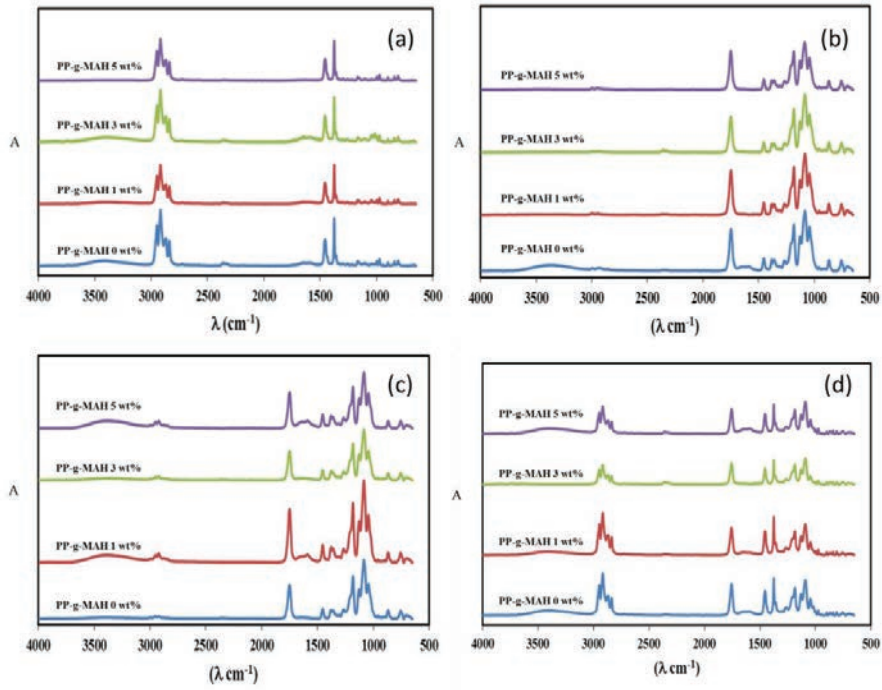 (a)
PP-g-MAH 5 wt%
PP-g-MAH 3 wt%
A
PP-g-MAH 1 wt%
PP-g-MAH 0 wt%
4000 3500 3000 2500 2000 1500 1000 500
λ (cm-1)
(b)
PP-g-MAH 5 wt%
PP-g-MAH 3 wt%
A
PP-g-MAH 1 wt%
PP-g-MAH 0 wt%
4000 3500 3000 2500 2000 1500 1000 500
(λ cm-1)
(c)
PP-g-MAH 5 wt%
PP-g-MAH 3 wt%
A
PP-g-MAH 1 wt%
PP-g-MAH 0 wt%
4000 3500 3000 2500 2000 1500 1000 500
(λ cm-1)
(d)
PP-g-MAH 5 wt%
PP-g-MAH 3 wt%
A
PP-g-MAH 1 wt%
PP-g-MAH 0 wt%
4000 3500 3000 2500 2000 1500 1000 500
(λ cm-1)